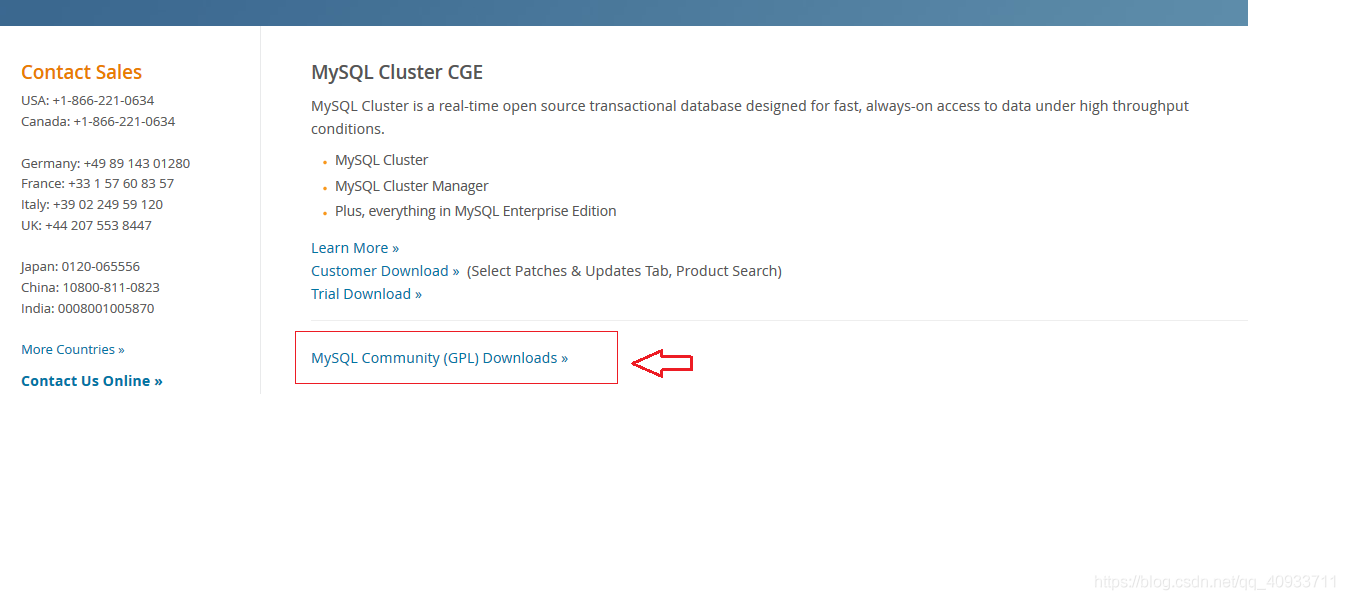 Contact Sales
USA: +1-866-221-0634
Canada: +1-866-221-0634
Germany: +49 89 143 01280
France: +33 1 57 60 83 57
Italy: +39 02 249 59 120
UK: +44 207 553 8447
Japan: 0120-065556
China: 10800-811-0823
India: 0008001005870
More Countries »
Contact Us Online »
MySQL Cluster CGE
MySQL Cluster is a real-time open source transactional database designed for fast, always-on access to data under high throughput
conditions.
MySQL Cluster
MySQL Cluster Manager
Plus, everything in MySQL Enterprise Edition
Learn More »
Customer Download » (Select Patches & Updates Tab, Product Search)
Trial Download »
MySQL Community (GPL) Downloads »
https://blog.csdn.net/qq_40933711